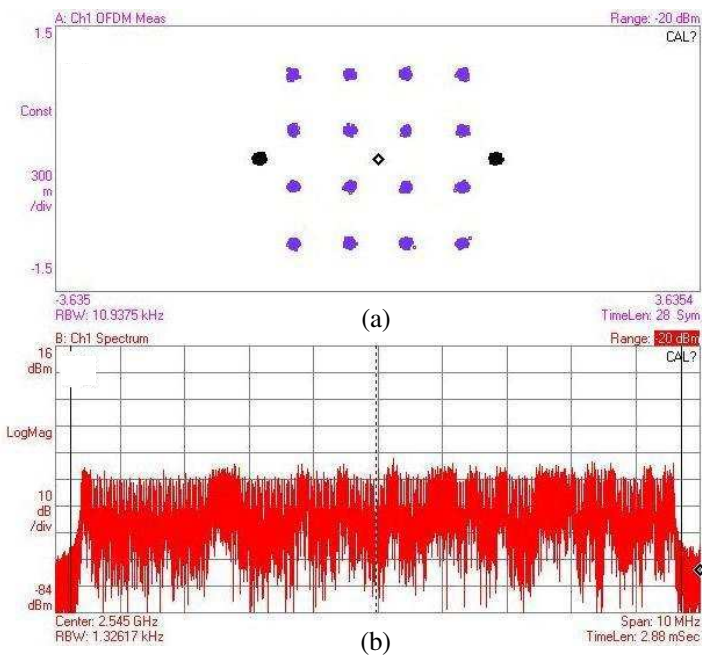 A: Ch1 OFDM Meas Range: -20 dBm
1.5 CAL?
Const
300
m
/div
-1.5
-3.635 3.6354
RBW: 10.9375 kHz TimeLen: 28 Sym
(a)
B: Ch1 Spectrum Range: -20 dBm
16 CAL?
dBm
LogMag
10
dB
/div
-84
dBm
Center: 2.545 GHz Span: 10 MHz
RBW: 1.32617 kHz TimeLen: 2.88 mSec
(b)